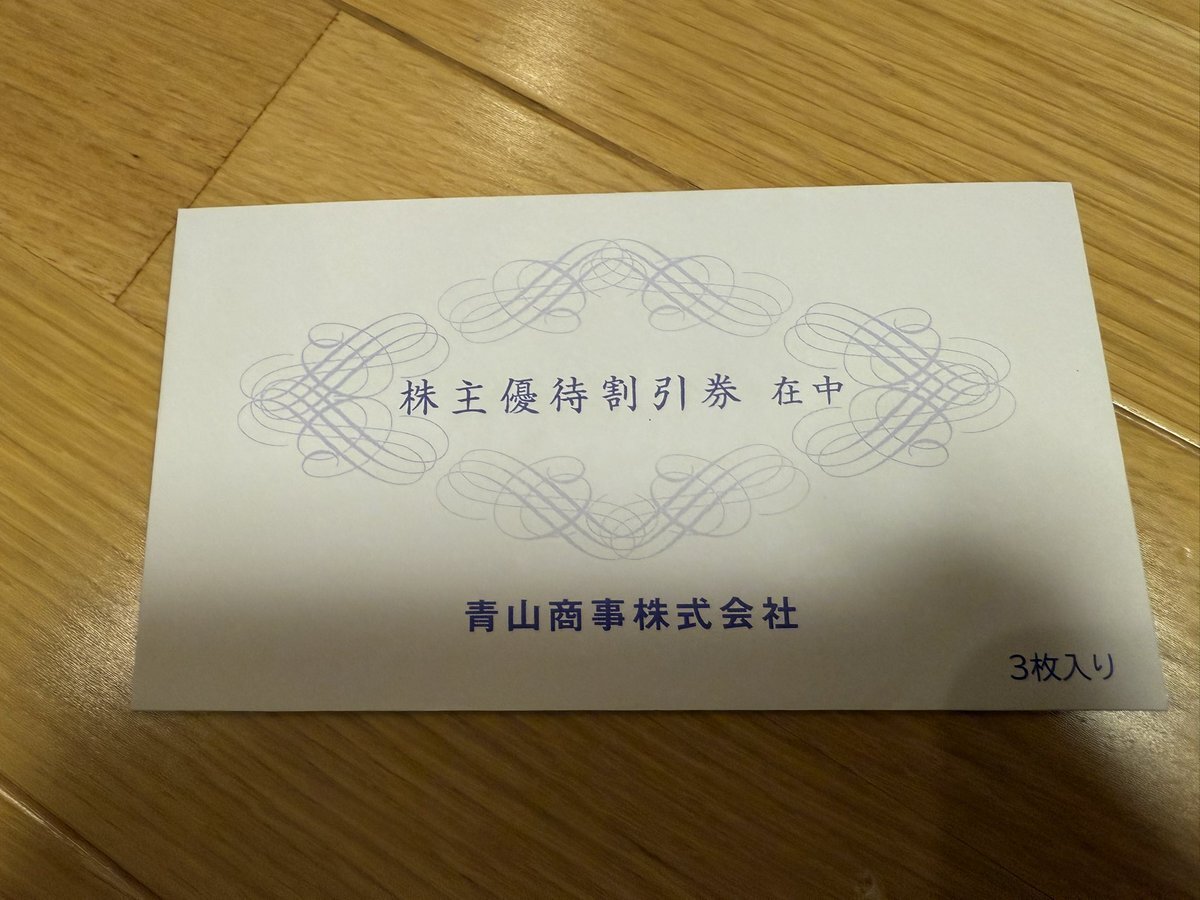 株主優待割引券 在中
青山商事株式会社
3枚入り